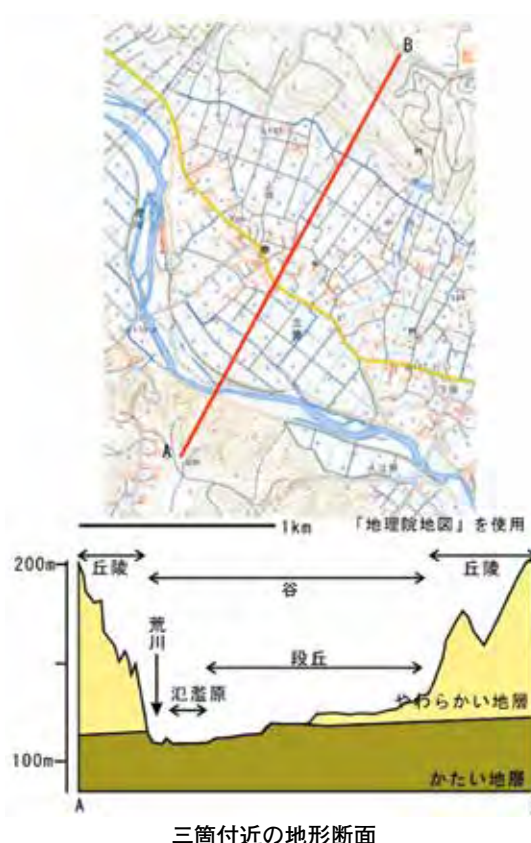 B
三箇
A
1km 「地理院地図」を使用
200m
丘陵
丘陵
谷
荒川
段丘
氾濫原
やわらかい地層
100m
かたい地層
A
三箇付近の地形断面